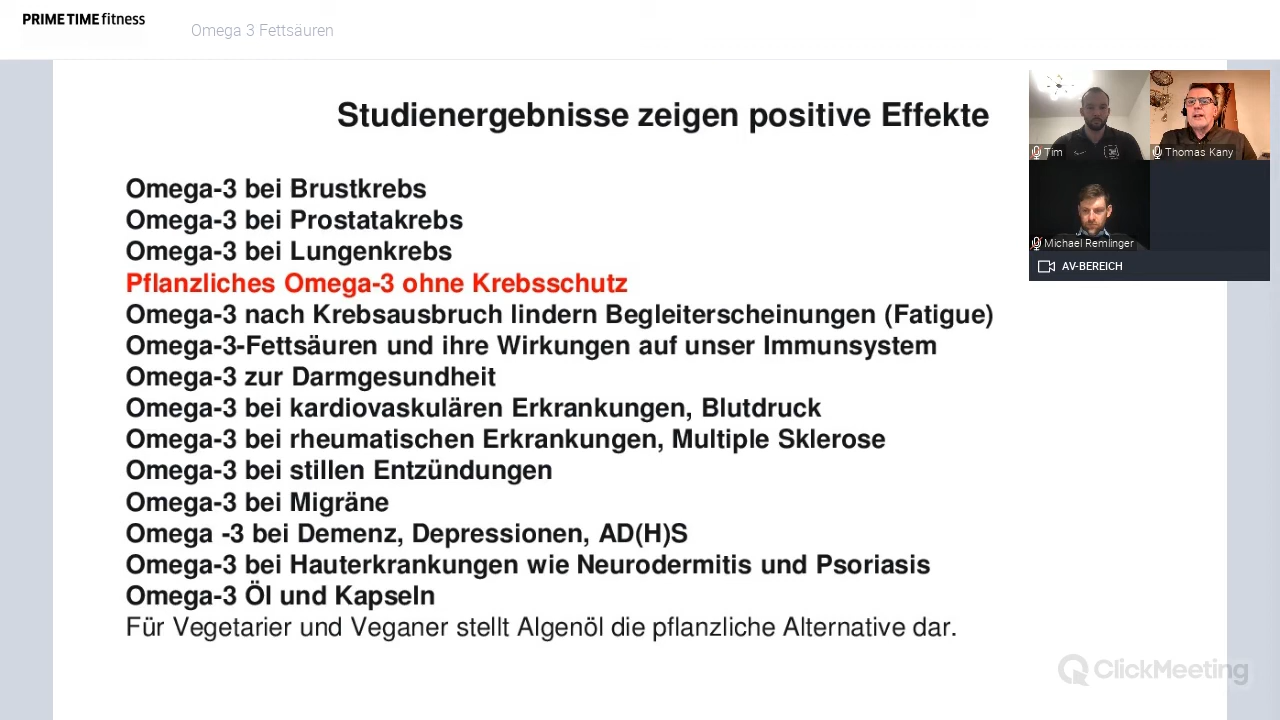 PRIME TIME fitness
Omega 3 Fettsäuren
Studienergebnisse zeigen positive Effekte
Omega-3 bei Brustkrebs
Omega-3 bei Prostatakrebs
Omega-3 bei Lungenkrebs
Pflanzliches Omega-3 ohne Krebsschutz
Omega-3 nach Krebsausbruch lindern Begleiterscheinungen (Fatigue)
Omega-3-Fettsäuren und ihre Wirkungen auf unser Immunsystem
Omega-3 zur Darmgesundheit
Omega-3 bei kardiovaskulären Erkrankungen, Blutdruck
Omega-3 bei rheumatischen Erkrankungen, Multiple Sklerose
Omega-3 bei stillen Entzündungen
Omega-3 bei Migräne
Omega -3 bei Demenz, Depressionen, AD(H)S
Omega-3 bei Hauterkrankungen wie Neurodermitis und Psoriasis
Omega-3 Öl und Kapseln
Für Vegetarier und Veganer stellt Algenöl die pflanzliche Alternative dar.
Tim
Thomas Kany
Michael Remlinger
AV-BEREICH
ClickMeeting